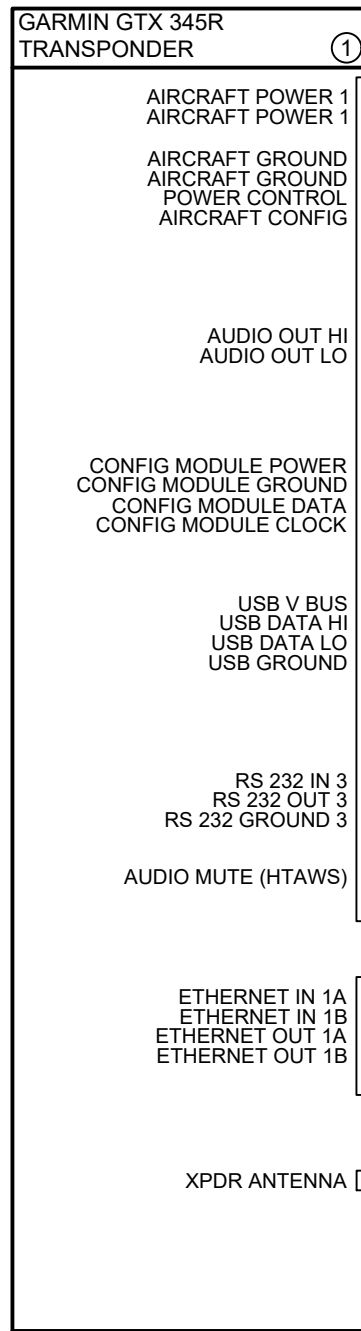 GARMIN GTX 345R
TRANSPONDER 1
AIRCRAFT POWER 1
AIRCRAFT POWER 1
AIRCRAFT GROUND
AIRCRAFT GROUND
POWER CONTROL
AIRCRAFT CONFIG
AUDIO OUT HI
AUDIO OUT LO
CONFIG MODULE POWER
CONFIG MODULE GROUND
CONFIG MODULE DATA
CONFIG MODULE CLOCK
USB V BUS
USB DATA HI
USB DATA LO
USB GROUND
RS 232 IN 3
RS 232 OUT 3
RS 232 GROUND 3
AUDIO MUTE (HTAWS)
ETHERNET IN 1A
ETHERNET IN 1B
ETHERNET OUT 1A
ETHERNET OUT 1B
XPDR ANTENNA